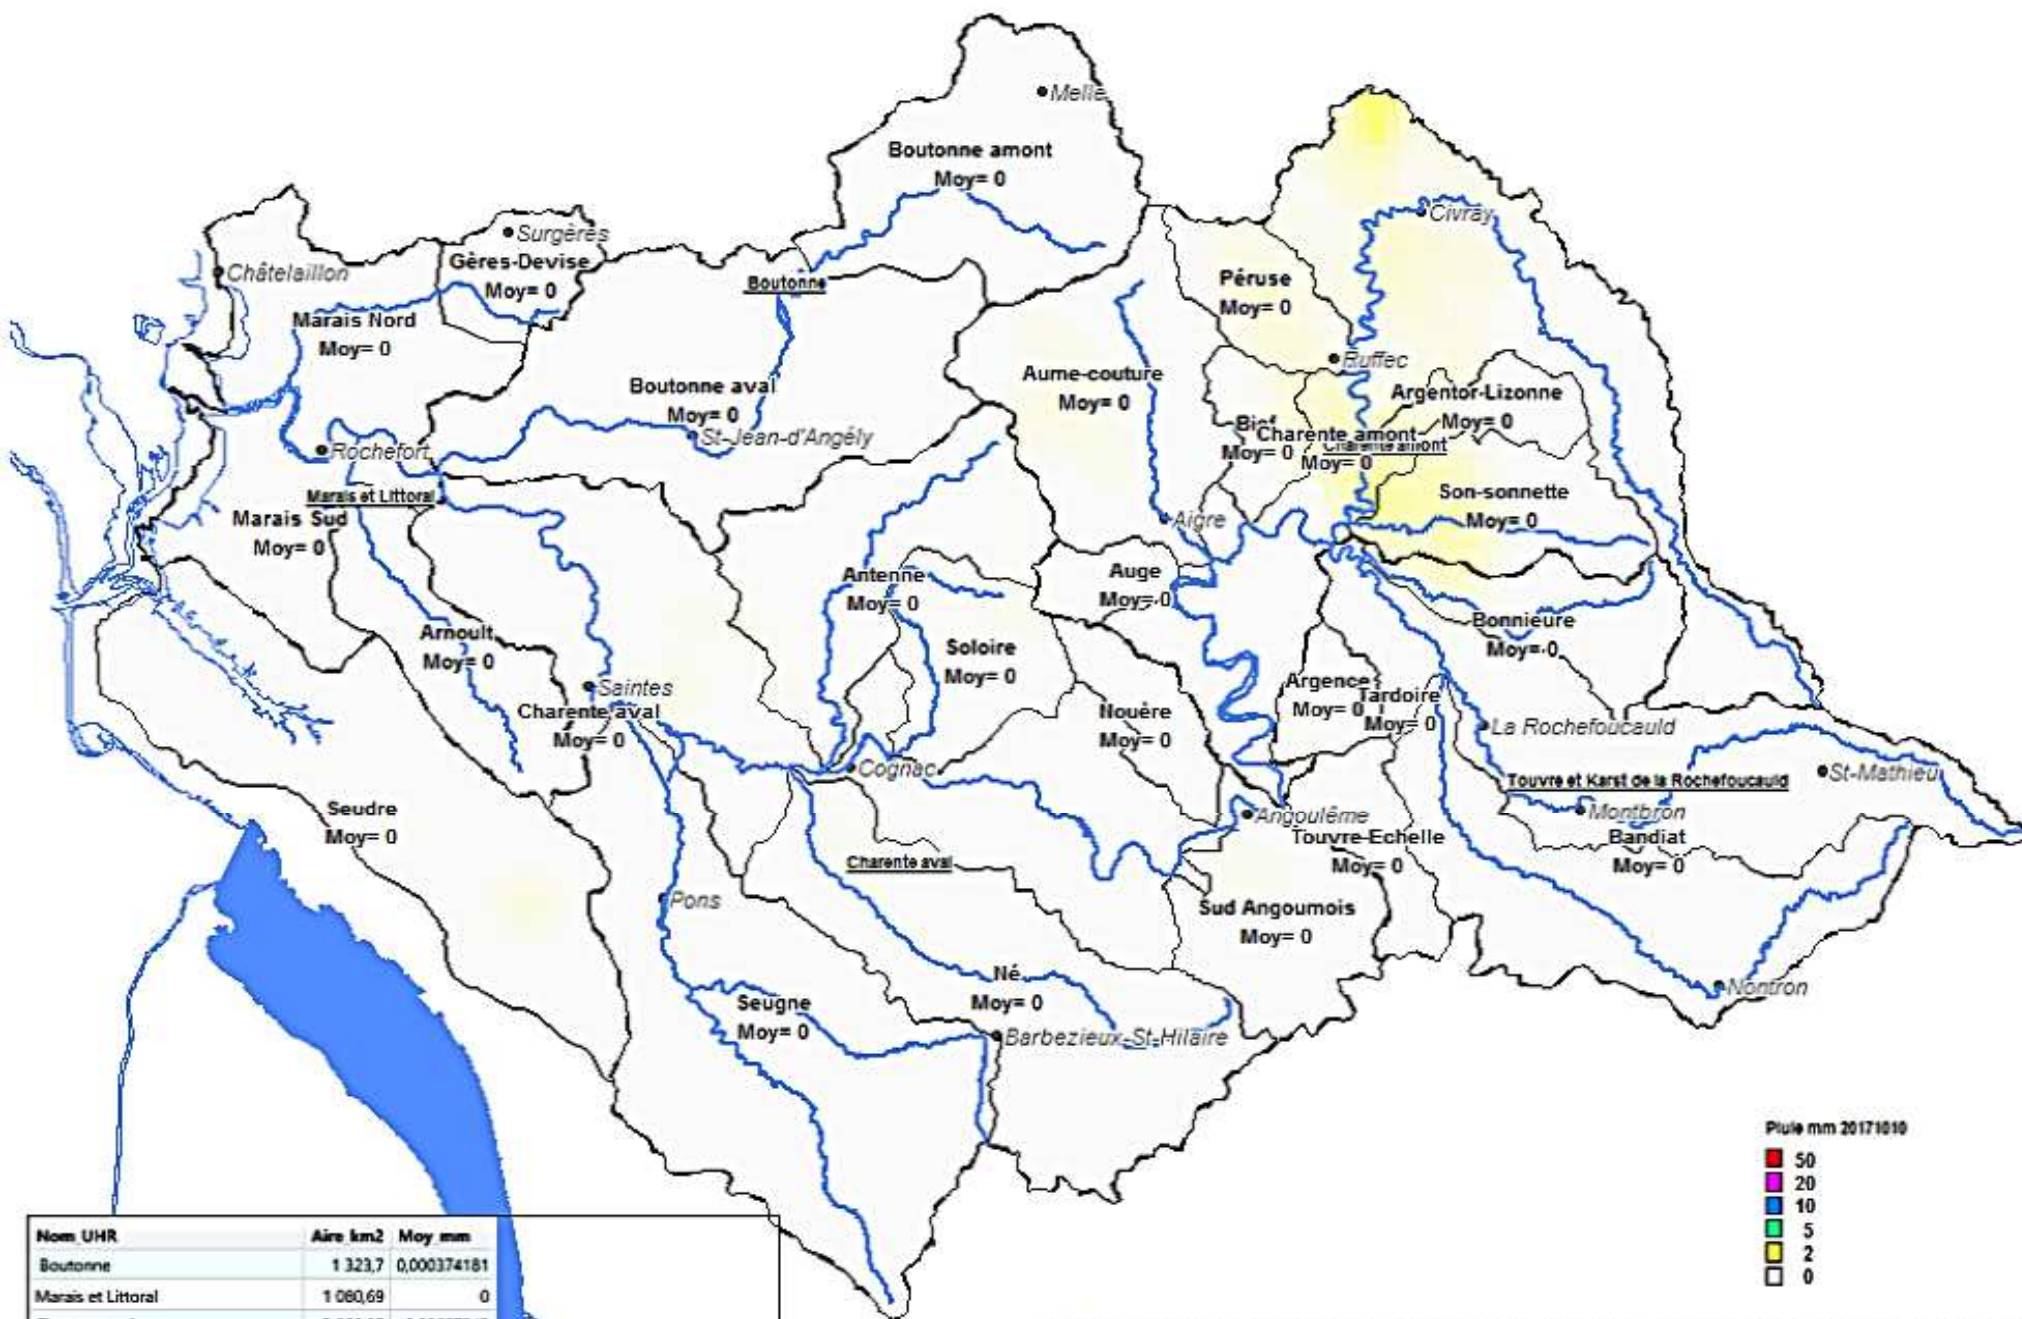 Melle
Boutonne amont
Moy= 0
Civray
Surgères
Châtelaillon
Gères-Devise
Moy= 0
Boutonne
Péruse
Moy= 0
Marais Nord
Moy= 0
Ruffec
Aume-couture
Moy= 0
Boutonne aval
Moy= 0
Argentor-Lizonne
Moy= 0
St-Jean-d'Angély
Rochefort
Moy= 0
Charente amont
Charente amont
Moy= 0
Marais et Littoral
Son-sonnette
Moy= 0
Marais Sud
Moy= 0
Aigre
Antenne
Moy= 0
Auge
Moy= 0
Bonnieure
Moy= 0
Arnoult
Moy= 0
Soloire
Moy= 0
Saintes
Charente aval
Moy= 0
Argence
Moy= 0
Tardoire
Moy= 0
Nouère
Moy= 0
La Rochefoucauld
Cognac
Touvre et Karst de la Rochefoucauld
St-Mathieu
Seudre
Moy= 0
Angoulême
Montbron
Touvre-Echelle
Moy= 0
Bandiat
Moy= 0
Charente aval
Pons
Sud Angoumois
Moy= 0
Né
Moy= 0
Seugne
Moy= 0
Nontron
Barbezieux-St-Hilaire
Pluie mm 20171010
50
20
10
5
2
0
Nom_UHR Aire_km2 Moy_mm
Boutonne 1 323,7 0,000374181
Marais et Littoral 1 080,69 0